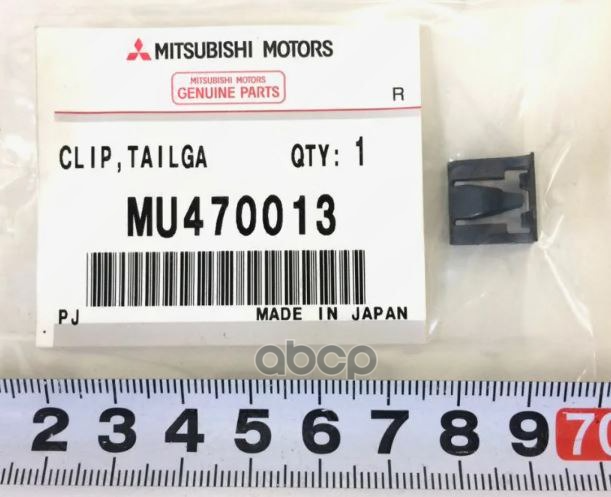 MITSUBISHI MOTORS
MITSUBISHI MOTORS
GENUINE PARTS
R
CLIP,TAILGA QTY: 1
MU470013
PJ MADE IN JAPAN
abcp
2 3 4 5 6 7 8 9 70